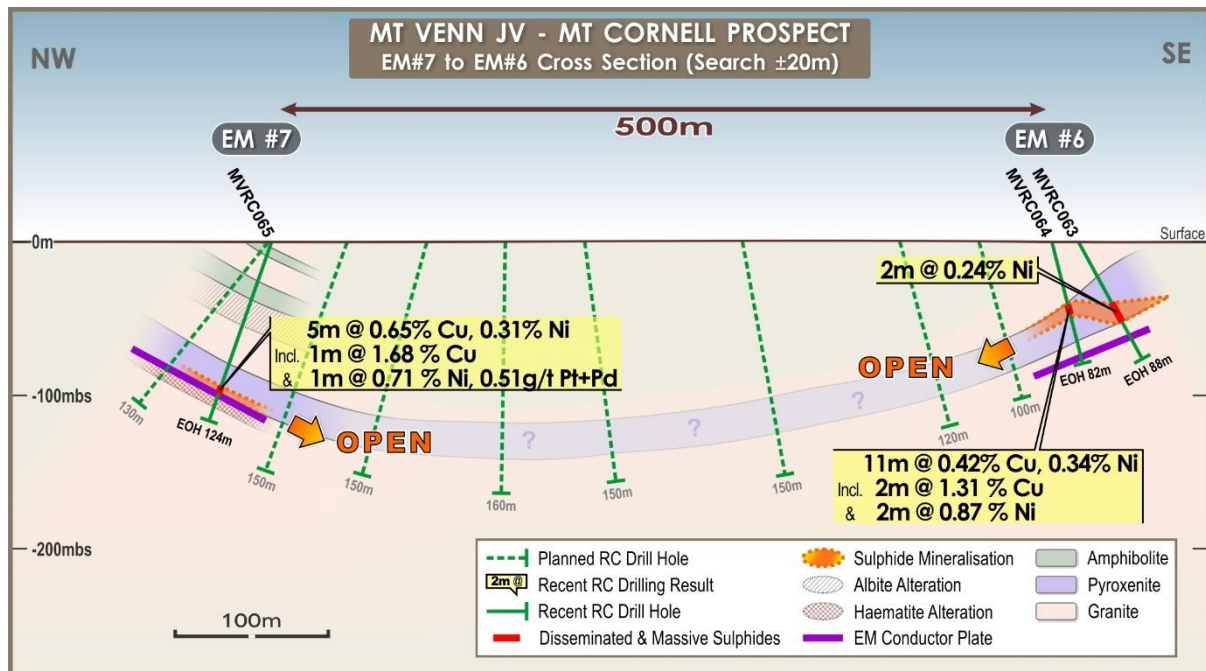 MT VENN JV - MT CORNELL PROSPECT
EM#7 to EM#6 Cross Section (Search ±20m)
NW
SE
500m
EM #7
EM #6
MVRC065
MVRC064
MVRC063
0m
Surface
2m @ 0.24% Ni
5m @ 0.65% Cu, 0.31% Ni
Incl. 1m @ 1.68 % Cu
& 1m @ 0.71 % Ni, 0.51g/t Pt+Pd
OPEN
EOH 82m
EOH 88m
-100mbs
130m
EOH 124m
OPEN
? ? ?
100m
120m
150m
150m
160m
150m
150m
11m @ 0.42% Cu, 0.34% Ni
Incl. 2m @ 1.31 % Cu
& 2m @ 0.87 % Ni
-200mbs
100m
Planned RC Drill Hole
2m @ Recent RC Drilling Result
Recent RC Drill Hole
Disseminated & Massive Sulphides
Sulphide Mineralisation
Albite Alteration
Haematite Alteration
EM Conductor Plate
Amphibolite
Pyroxenite
Granite